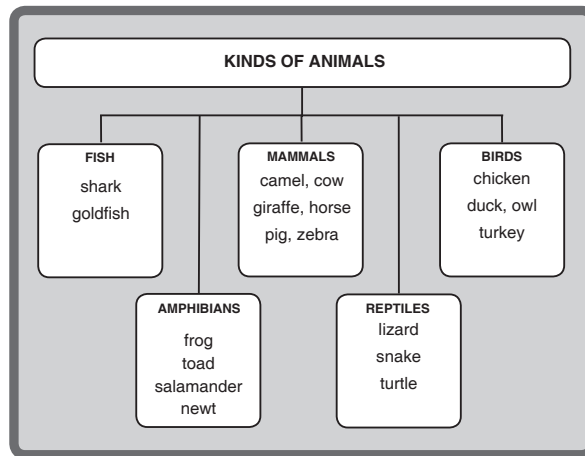 KINDS OF ANIMALS
FISH
shark
goldfish
MAMMALS
camel, cow
giraffe, horse
pig, zebra
BIRDS
chicken
duck, owl
turkey
AMPHIBIANS
frog
toad
salamander
newt
REPTILES
lizard
snake
turtle